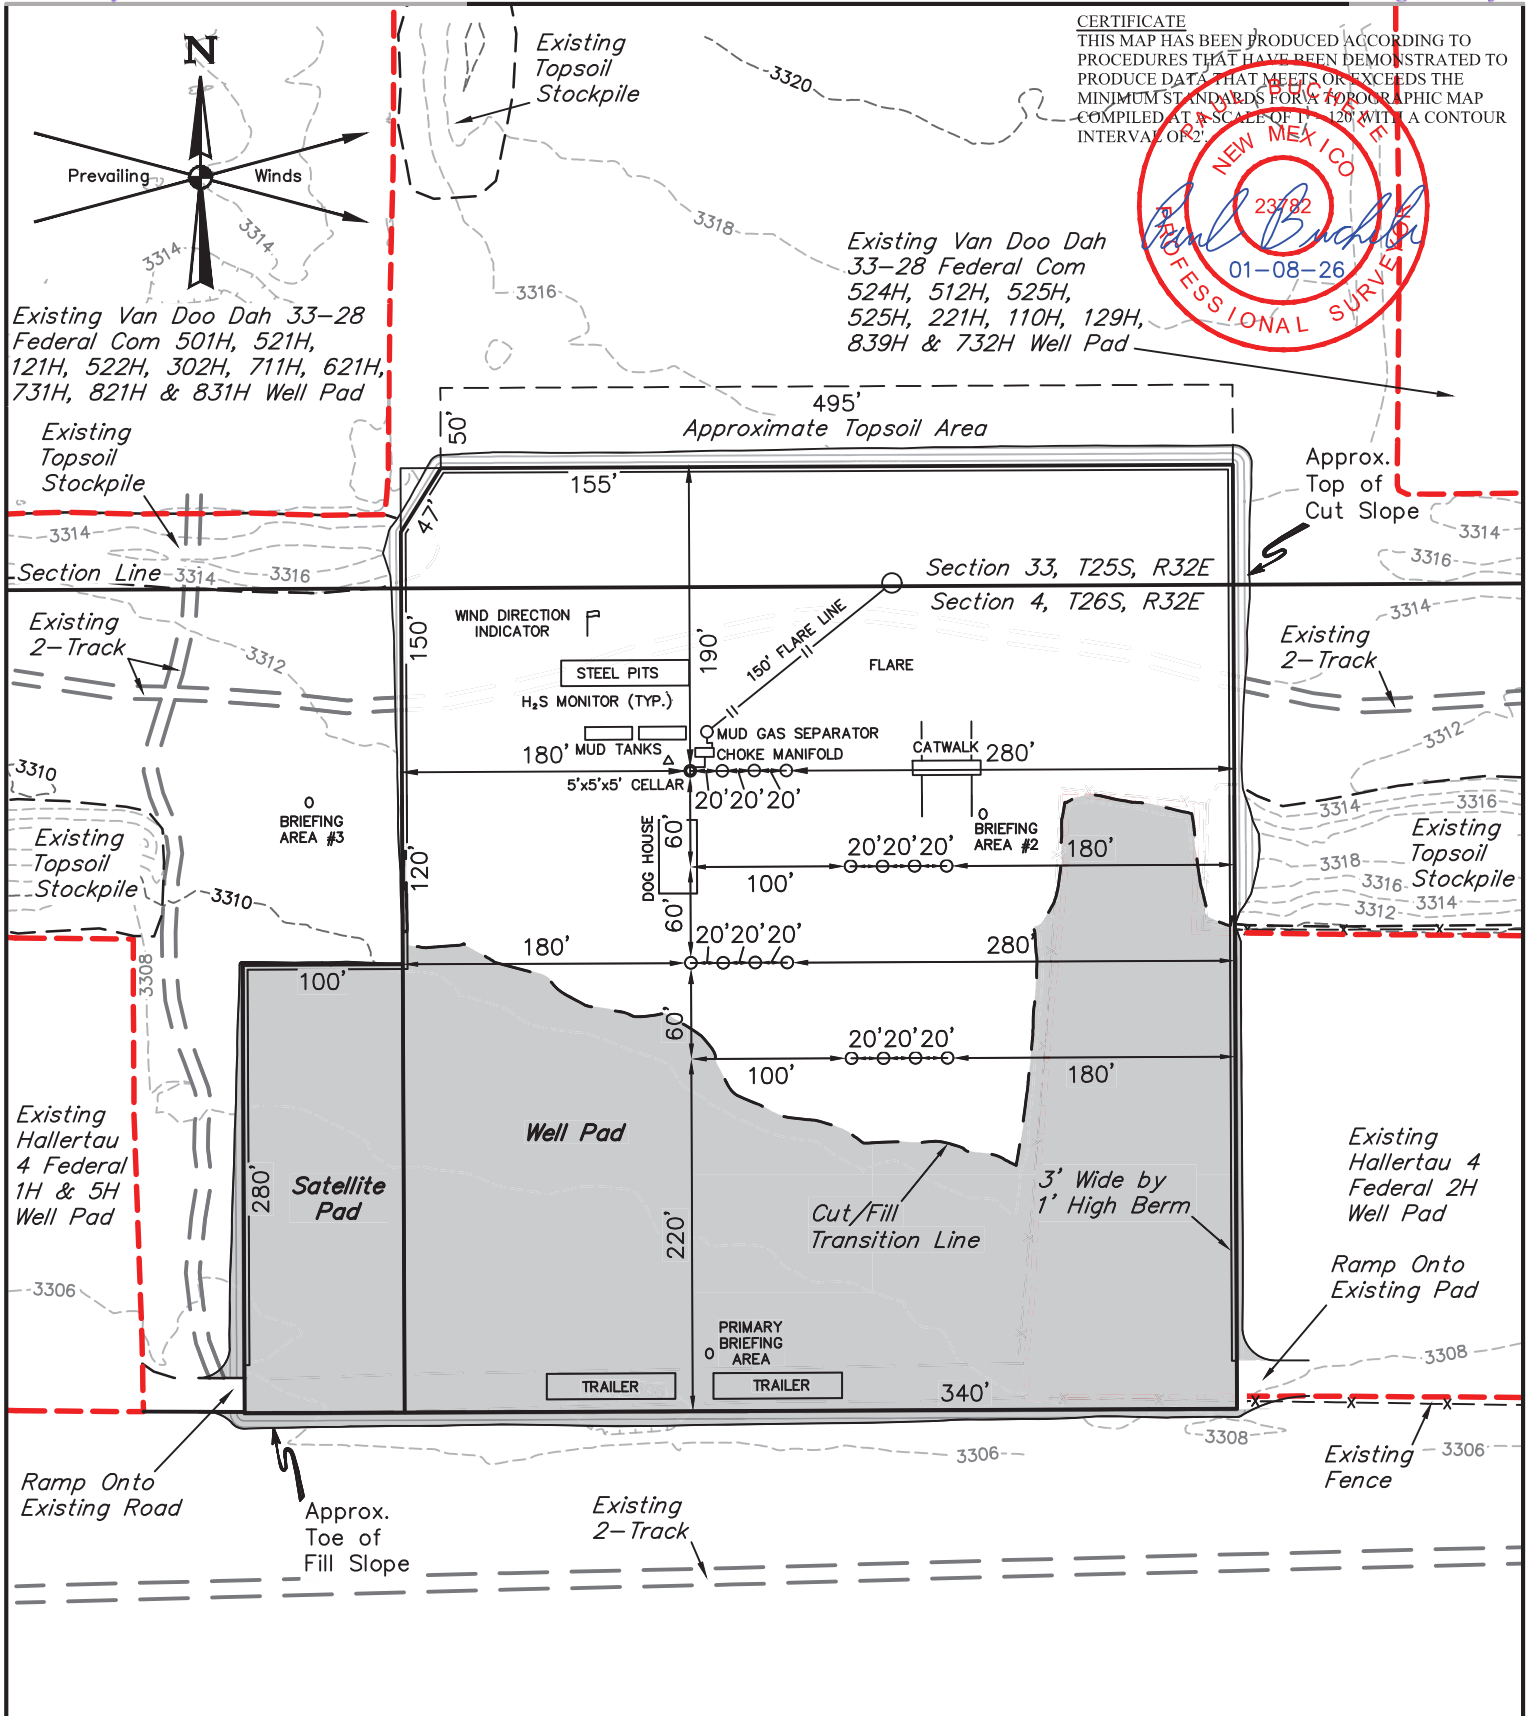 CERTIFICATE
THIS MAP HAS BEEN PRODUCED ACCORDING TO
PROCEDURES THAT HAVE BEEN DEMONSTRATED TO
PRODUCE DATA THAT MEETS OR EXCEEDS THE
MINIMUM STANDARDS FOR A TOPOGRAPHIC MAP
COMPILED AT A SCALE OF 1" = 120' WITH A CONTOUR
INTERVAL OF 2'.
PAUL BUCHELE
NEW MEXICO
23782
PROFESSIONAL SURVEYOR
Paul Buchele
01-08-26
N
Prevailing
Winds
Existing
Topsoil
Stockpile
3320
3318
3316
3314
3314
Existing Van Doo Dah 33-28
Federal Com 501H, 521H,
121H, 522H, 302H, 711H, 621H,
731H, 821H & 831H Well Pad
Existing Van Doo Dah
33-28 Federal Com
524H, 512H, 525H,
525H, 221H, 110H, 129H,
839H & 732H Well Pad
495'
50'
Approximate Topsoil Area
Existing
Topsoil
Stockpile
155'
47'
Approx.
Top of
Cut Slope
3314
3314
3316
3316
Section Line
3314
Section 33, T25S, R32E
Section 4, T26S, R32E
3314
Existing
2-Track
3312
150'
WIND DIRECTION
INDICATOR
190'
150' FLARE LINE
FLARE
STEEL PITS
H₂S MONITOR (TYP.)
Existing
2-Track
3312
MUD GAS SEPARATOR
MUD TANKS
CHOKE MANIFOLD
CATWALK
180'
280'
5'x5'x5' CELLAR
20'20'20'
3310
BRIEFING
AREA #3
DOG HOUSE
60'
BRIEFING
AREA #2
20'20'20'
180'
100'
120'
60'
Existing
Topsoil
Stockpile
3310
3314
3316
Existing
Topsoil
Stockpile
3318
3316
3314
3312
180'
20'20'20'
280'
100'
3308
60'
20'20'20'
100'
180'
Existing
Hallertau
4 Federal
1H & 5H
Well Pad
280'
Satellite
Pad
Well Pad
220'
Cut/Fill
Transition Line
3' Wide by
1' High Berm
Existing
Hallertau 4
Federal 2H
Well Pad
Ramp Onto
Existing Pad
3306
PRIMARY
BRIEFING
AREA
TRAILER
TRAILER
340'
3308
3308
3306
3306
Existing
Fence
Ramp Onto
Existing Road
Approx.
Toe of
Fill Slope
Existing
2-Track